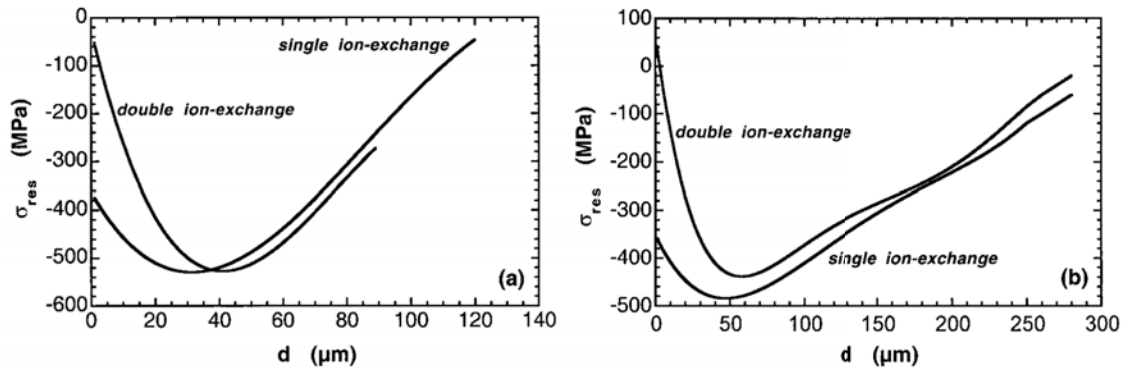 0
-100
-200
-300
-400
-500
-600
σres (MPa)
single ion-exchange
double ion-exchange
(a)
0 20 40 60 80 100 120 140
d (µm)
100
0
-100
-200
-300
-400
-500
σres (MPa)
double ion-exchange
single ion-exchange
(b)
0 50 100 150 200 250 300
d (µm)